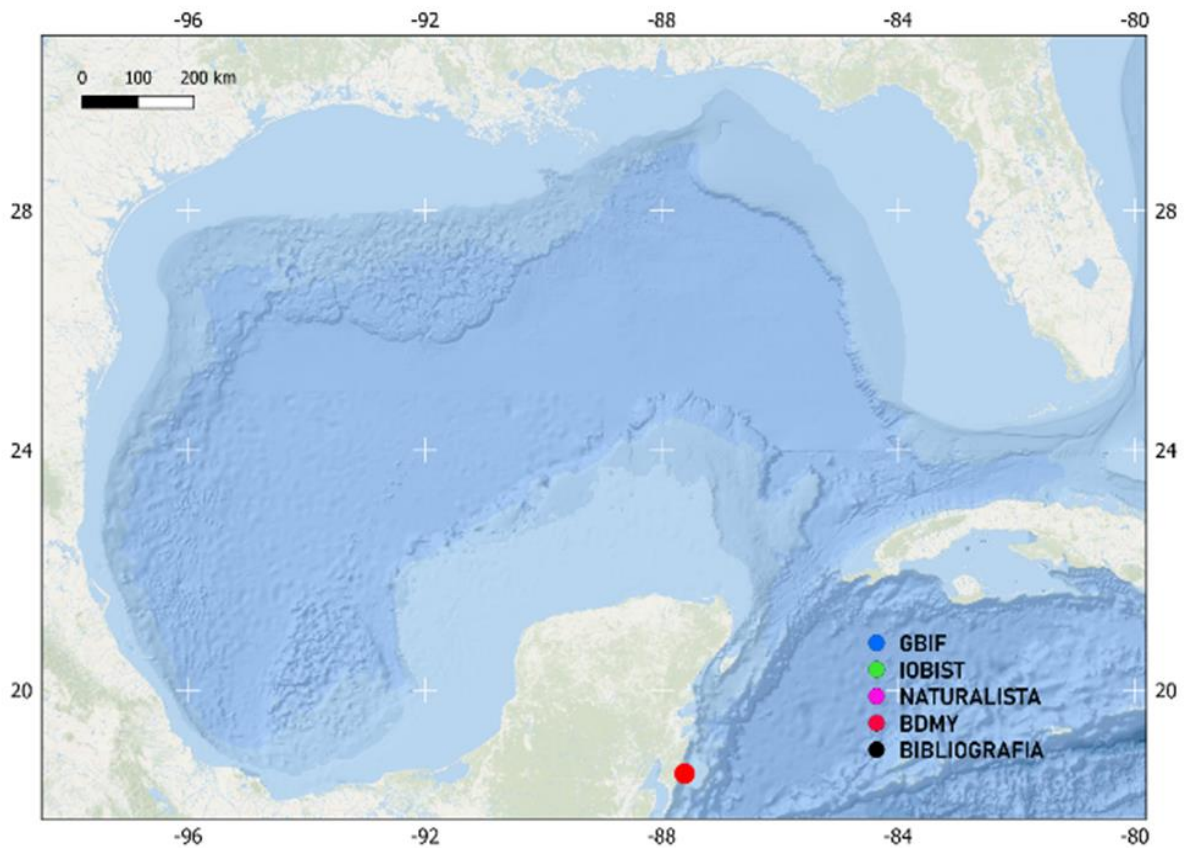 -96 -92 -88 -84 -80
0 100 200 km
28 28
24 24
GBIF
IOBIST
NATURALISTA
BDMY
BIBLIOGRAFIA
20 20
-96 -92 -88 -84 -80